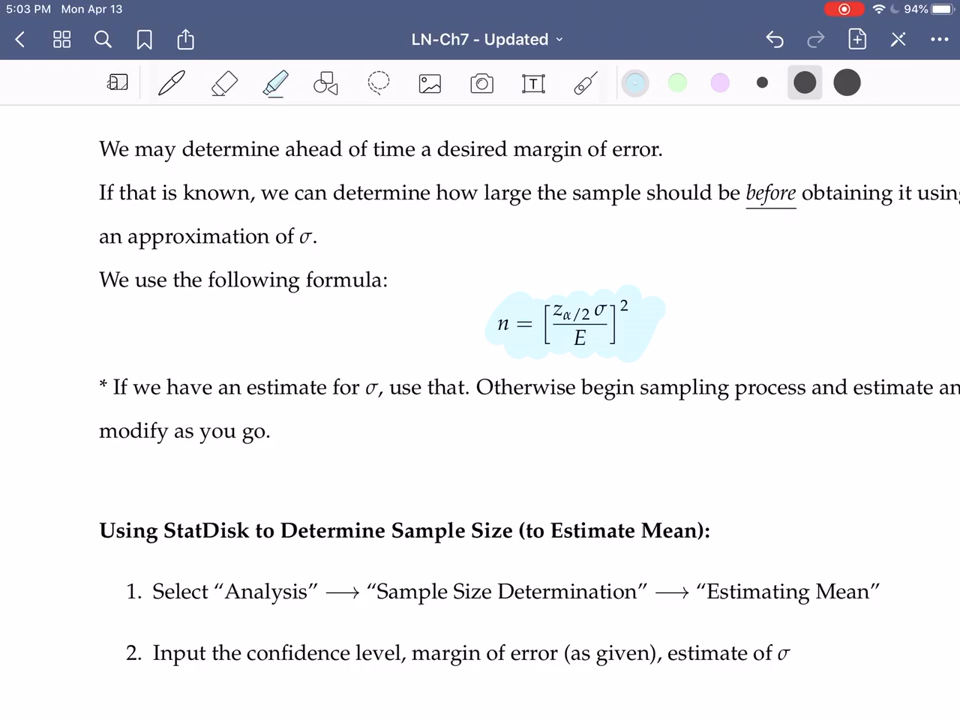 5:03 PM Mon Apr 13
94%
LN-Ch7 - Updated
T
We may determine ahead of time a desired margin of error.
If that is known, we can determine how large the sample should be before obtaining it using
an approximation of σ.
We use the following formula:
n = [z_{α/2} σ / E]^2
* If we have an estimate for σ, use that. Otherwise begin sampling process and estimate an
modify as you go.
Using StatDisk to Determine Sample Size (to Estimate Mean):
1. Select “Analysis” ⟶ “Sample Size Determination” ⟶ “Estimating Mean”
2. Input the confidence level, margin of error (as given), estimate of σ